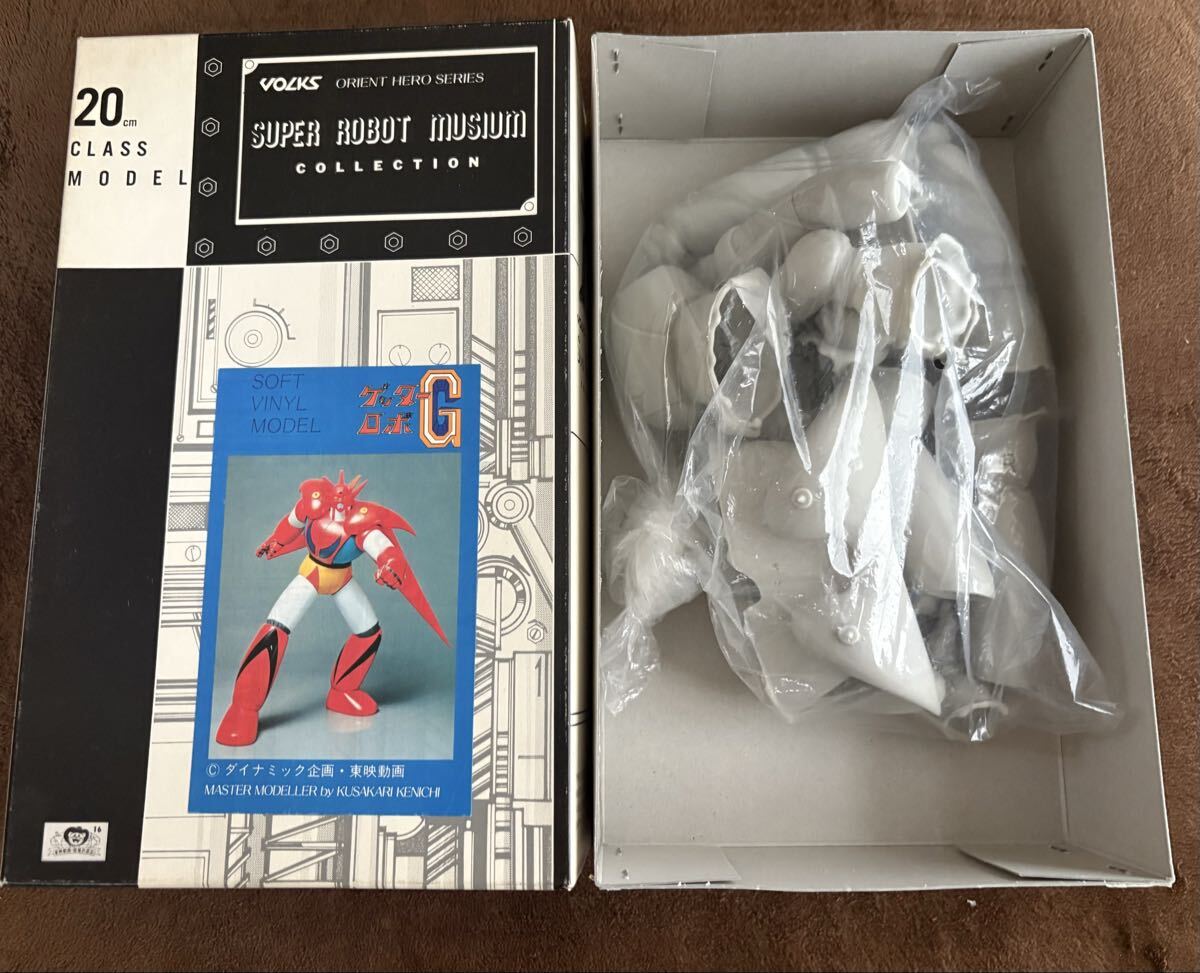 20cm
CLASS
MODEL
VOLKS ORIENT HERO SERIES
SUPER ROBOT MUSIUM
COLLECTION
SOFT
VINYL
MODEL
ゲッター
ロボG
© ダイナミック企画・東映動画
MASTER MODELLER by KUSAKARI KENICHI
16
1